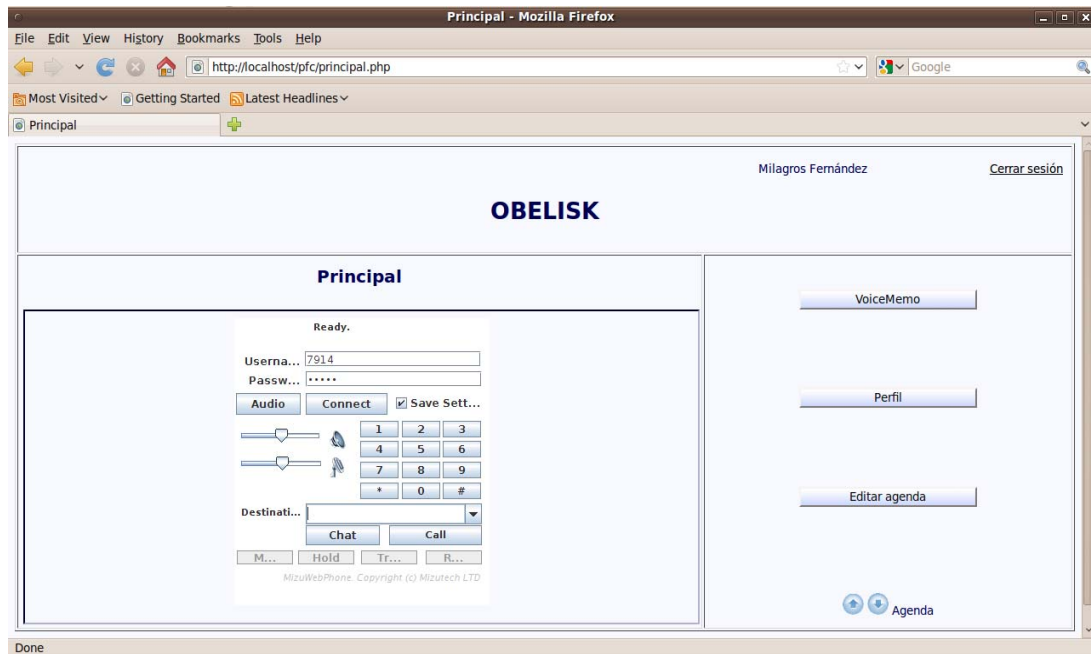 Principal - Mozilla Firefox
File Edit View History Bookmarks Tools Help
http://localhost/pfc/principal.php
Google
Most Visited Getting Started Latest Headlines
Principal
Milagros Fernández Cerrar sesión
OBELISK
Principal
VoiceMemo
Ready.
Userna... 7914
Passw... •••••
Perfil
Audio Connect Save Sett...
1 2 3
4 5 6
7 8 9
* 0 #
Editar agenda
Destinati...
Chat Call
M... Hold Tr... R...
MizuWebPhone. Copyright (c) Mizutech LTD
Agenda
Done